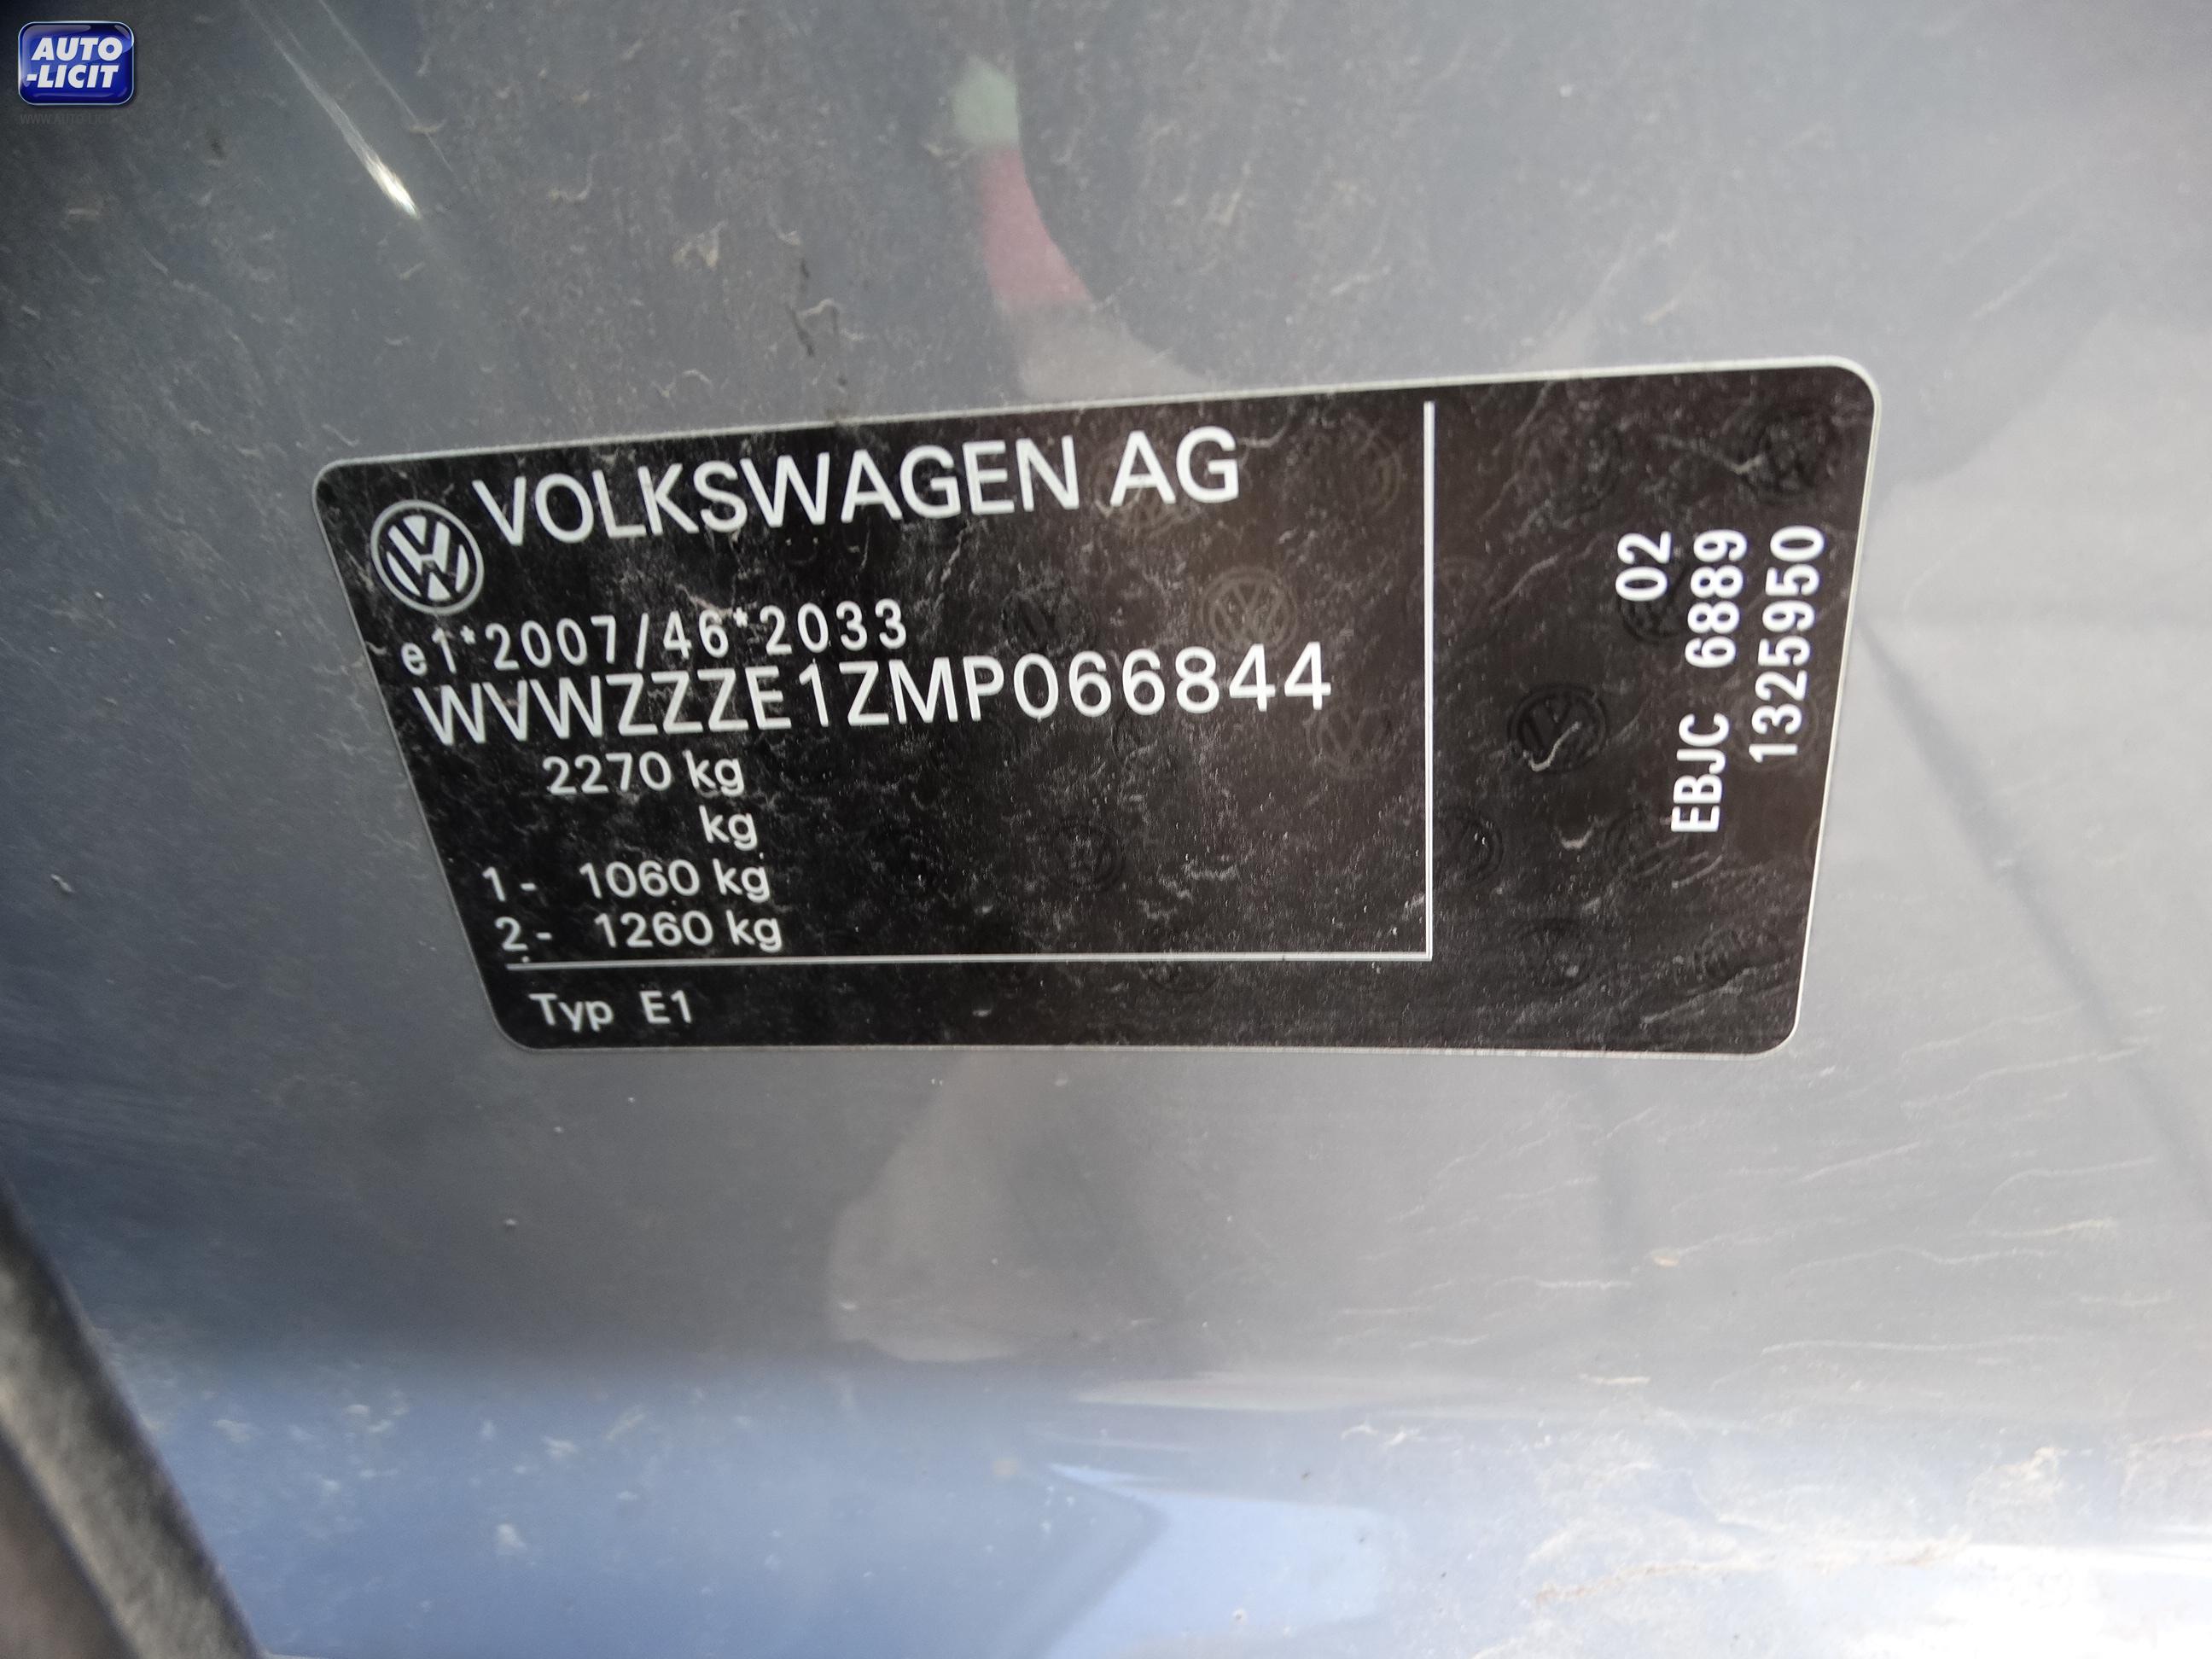 AUTO
-LICIT
VOLKSWAGEN AG
e1*2007/46*2033
WVWZZZE1ZMP066844
2270 kg
kg
1- 1060 kg
2- 1260 kg
Typ E1
02
EBJC 6889
1325950